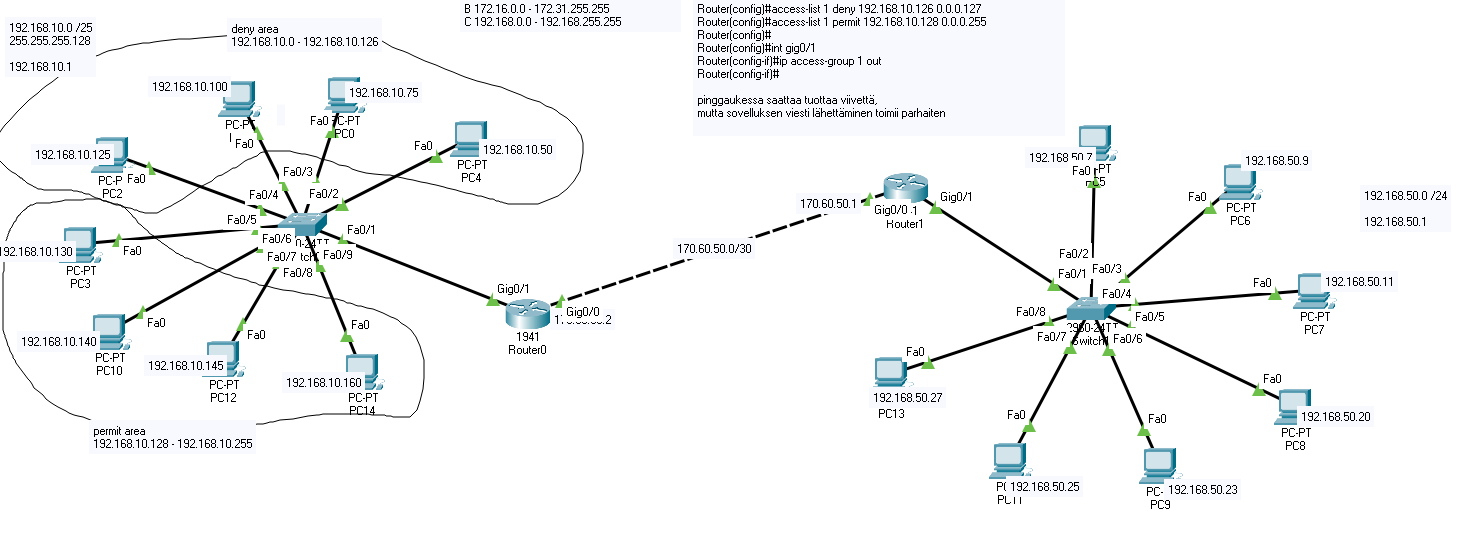 B 172.16.0.0 - 172.31.255.255
C 192.168.0.0 - 192.168.255.255
Router(config)#access-list 1 deny 192.168.10.126 0.0.0.127
Router(config)#access-list 1 permit 192.168.10.128 0.0.0.255
Router(config)#
Router(config)#int gig0/1
Router(config-if)#ip access-group 1 out
Router(config-if)#
pinggaukessa saattaa tuottaa viivettä,
mutta sovelluksen viesti lähettäminen toimii parhaiten
192.168.10.0 /25
255.255.255.128
192.168.10.1
deny area
192.168.10.0 - 192.168.10.126
192.168.10.100
PC-PT
Fa0
192.168.10.75
Fa0
PC0
192.168.10.50
Fa0
PC-PT
PC4
192.168.10.125
Fa0
PC2
Fa0/3
Fa0/2
Fa0/4
Fa0/5
Fa0/1
Fa0/6
Fa0/9
Fa0/7
Fa0/8
192.168.10.130
Fa0
PC-PT
PC3
192.168.10.140
Fa0
PC-PT
PC10
192.168.10.145
Fa0
PC-PT
PC12
192.168.10.160
Fa0
PC-PT
PC14
permit area
192.168.10.128 - 192.168.10.255
Gig0/1
Gig0/0
1941
Router0
170.60.50.0/30
170.60.50.1
Gig0/0
Gig0/1
Router1
192.168.50.7
Fa0
192.168.50.9
Fa0
PC-PT
PC6
192.168.50.0 /24
192.168.50.1
Fa0/2
Fa0/1
Fa0/3
Fa0/4
Fa0/8
Fa0/5
Fa0/7
Fa0/6
Switch1
192.168.50.11
Fa0
PC-PT
PC7
Fa0
192.168.50.27
PC13
Fa0
192.168.50.20
PC-PT
PC8
Fa0
192.168.50.25
Fa0
192.168.50.23
PC9